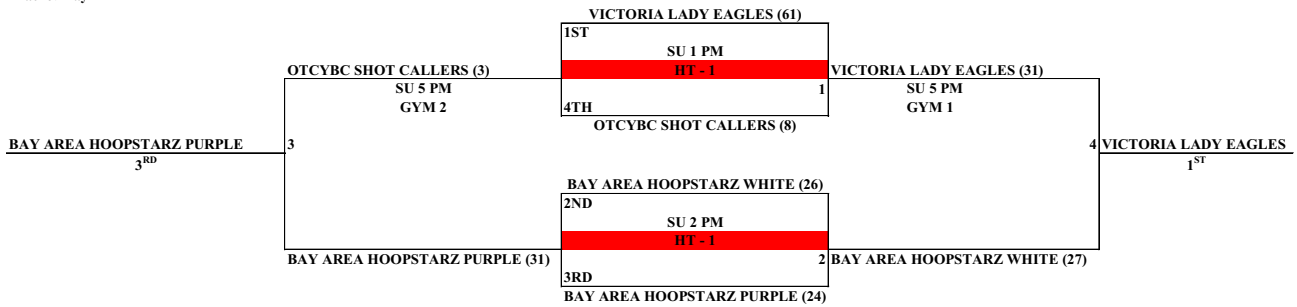 VICTORIA LADY EAGLES (61)
1ST
SU 1 PM
OTCYBC SHOT CALLERS (3)
HT - 1
VICTORIA LADY EAGLES (31)
SU 5 PM
GYM 2
1
SU 5 PM
GYM 1
4TH
OTCYBC SHOT CALLERS (8)
BAY AREA HOOPSTARZ PURPLE
3
3RD
4
VICTORIA LADY EAGLES
1ST
BAY AREA HOOPSTARZ WHITE (26)
2ND
SU 2 PM
HT - 1
BAY AREA HOOPSTARZ PURPLE (31)
2
BAY AREA HOOPSTARZ WHITE (27)
3RD
BAY AREA HOOPSTARZ PURPLE (24)